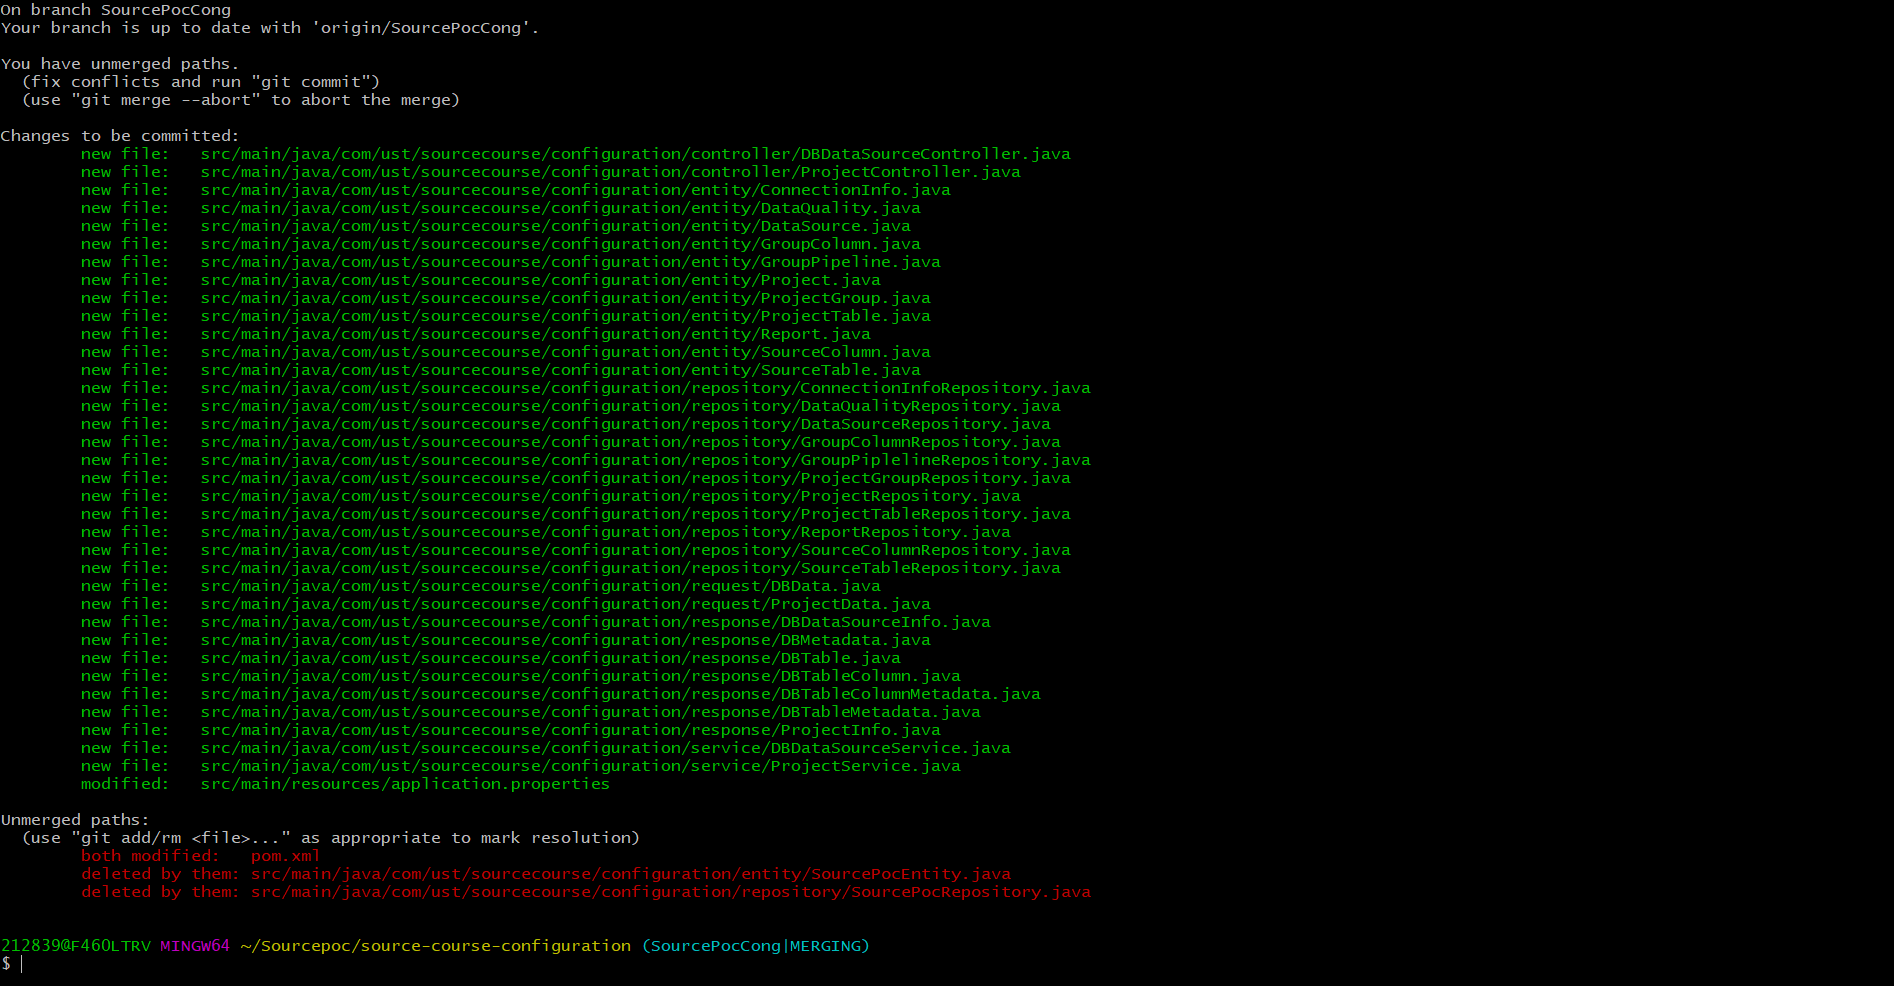 On branch SourcePocCong
Your branch is up to date with 'origin/SourcePocCong'.
You have unmerged paths.
(fix conflicts and run "git commit")
(use "git merge --abort" to abort the merge)
Changes to be committed:
new file:   src/main/java/com/ust/sourcecourse/configuration/controller/DBDataSourceController.java
new file:   src/main/java/com/ust/sourcecourse/configuration/controller/ProjectController.java
new file:   src/main/java/com/ust/sourcecourse/configuration/entity/ConnectionInfo.java
new file:   src/main/java/com/ust/sourcecourse/configuration/entity/DataQuality.java
new file:   src/main/java/com/ust/sourcecourse/configuration/entity/DataSource.java
new file:   src/main/java/com/ust/sourcecourse/configuration/entity/GroupColumn.java
new file:   src/main/java/com/ust/sourcecourse/configuration/entity/GroupPipeline.java
new file:   src/main/java/com/ust/sourcecourse/configuration/entity/Project.java
new file:   src/main/java/com/ust/sourcecourse/configuration/entity/ProjectGroup.java
new file:   src/main/java/com/ust/sourcecourse/configuration/entity/ProjectTable.java
new file:   src/main/java/com/ust/sourcecourse/configuration/entity/Report.java
new file:   src/main/java/com/ust/sourcecourse/configuration/entity/SourceColumn.java
new file:   src/main/java/com/ust/sourcecourse/configuration/entity/SourceTable.java
new file:   src/main/java/com/ust/sourcecourse/configuration/repository/ConnectionInfoRepository.java
new file:   src/main/java/com/ust/sourcecourse/configuration/repository/DataQualityRepository.java
new file:   src/main/java/com/ust/sourcecourse/configuration/repository/DataSourceRepository.java
new file:   src/main/java/com/ust/sourcecourse/configuration/repository/GroupColumnRepository.java
new file:   src/main/java/com/ust/sourcecourse/configuration/repository/GroupPiplelineRepository.java
new file:   src/main/java/com/ust/sourcecourse/configuration/repository/ProjectGroupRepository.java
new file:   src/main/java/com/ust/sourcecourse/configuration/repository/ProjectRepository.java
new file:   src/main/java/com/ust/sourcecourse/configuration/repository/ProjectTableRepository.java
new file:   src/main/java/com/ust/sourcecourse/configuration/repository/ReportRepository.java
new file:   src/main/java/com/ust/sourcecourse/configuration/repository/SourceColumnRepository.java
new file:   src/main/java/com/ust/sourcecourse/configuration/repository/SourceTableRepository.java
new file:   src/main/java/com/ust/sourcecourse/configuration/request/DBData.java
new file:   src/main/java/com/ust/sourcecourse/configuration/request/ProjectData.java
new file:   src/main/java/com/ust/sourcecourse/configuration/response/DBDataSourceInfo.java
new file:   src/main/java/com/ust/sourcecourse/configuration/response/DBMetadata.java
new file:   src/main/java/com/ust/sourcecourse/configuration/response/DBTable.java
new file:   src/main/java/com/ust/sourcecourse/configuration/response/DBTableColumn.java
new file:   src/main/java/com/ust/sourcecourse/configuration/response/DBTableColumnMetadata.java
new file:   src/main/java/com/ust/sourcecourse/configuration/response/DBTableMetadata.java
new file:   src/main/java/com/ust/sourcecourse/configuration/response/ProjectInfo.java
new file:   src/main/java/com/ust/sourcecourse/configuration/service/DBDataSourceService.java
new file:   src/main/java/com/ust/sourcecourse/configuration/service/ProjectService.java
modified:   src/main/resources/application.properties
Unmerged paths:
(use "git add/rm <file>..." as appropriate to mark resolution)
both modified:   pom.xml
deleted by them: src/main/java/com/ust/sourcecourse/configuration/entity/SourcePocEntity.java
deleted by them: src/main/java/com/ust/sourcecourse/configuration/repository/SourcePocRepository.java
212839@F460LTRV MINGW64 ~/Sourcepoc/source-course-configuration (SourcePocCong|MERGING)
$